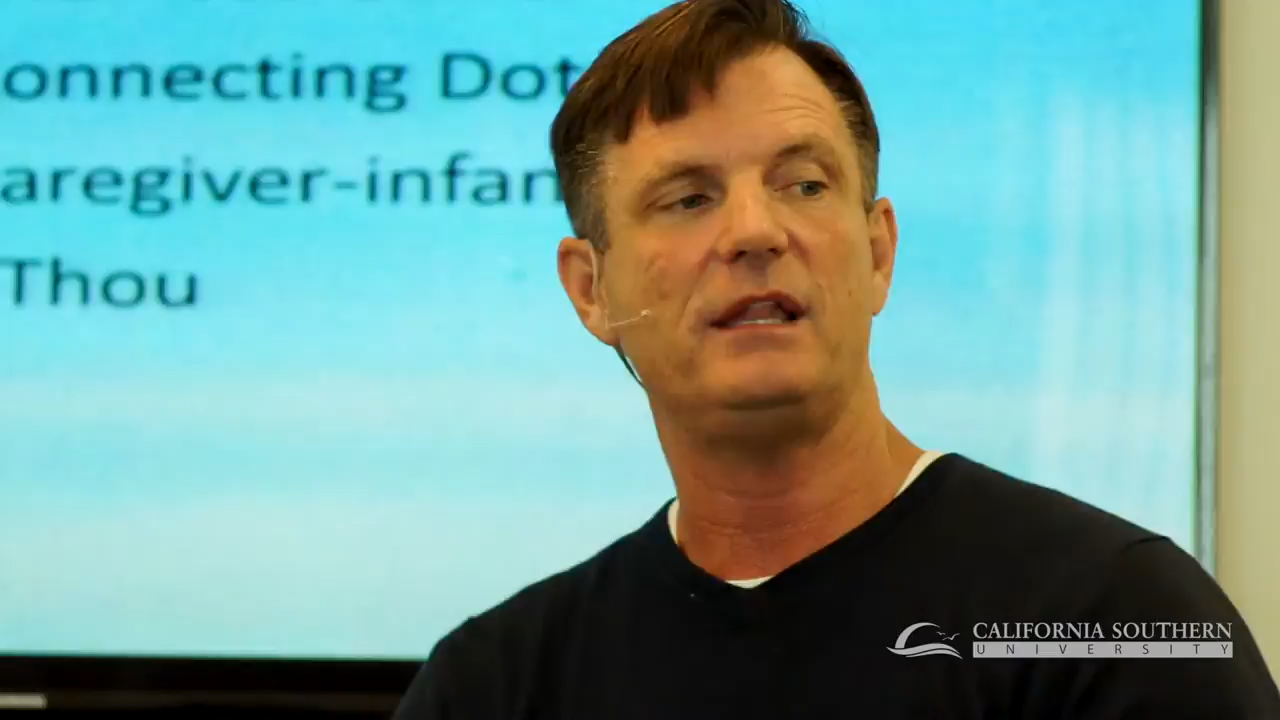 onnecting Dot
aregiver-infan
Thou
CALIFORNIA SOUTHERN
UNIVERSITY